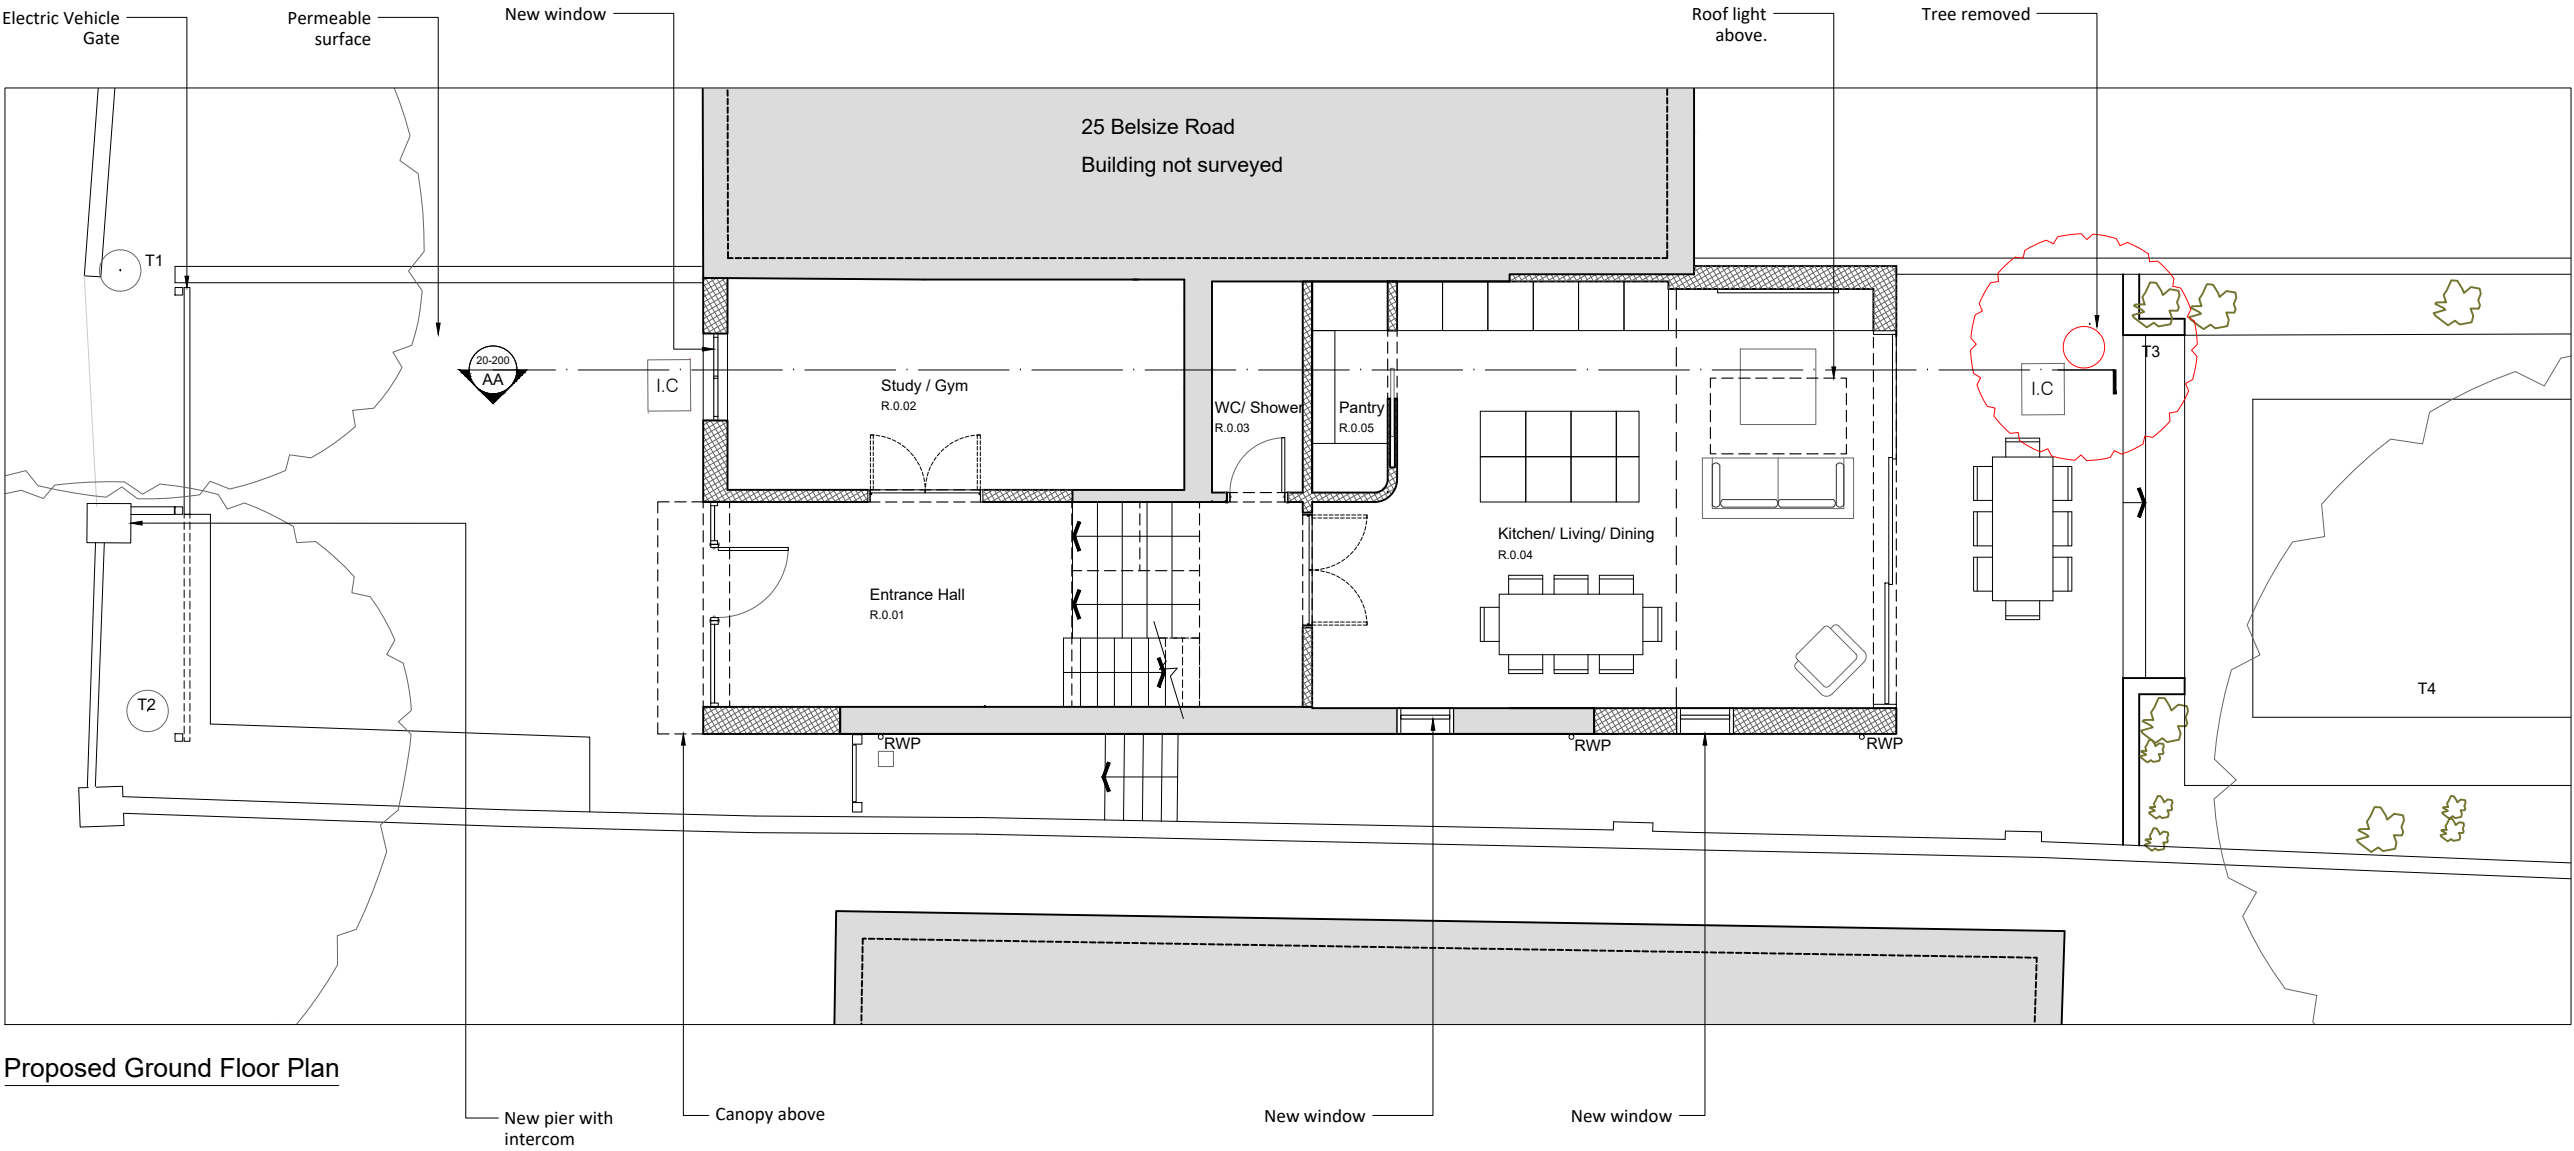 Electric Vehicle
Gate
Permeable
surface
New window
Roof light
above.
Tree removed
25 Belsize Road
Building not surveyed
T1
20-200
AA
I.C
Study / Gym
R.0.02
WC/ Shower
R.0.03
Pantry
R.0.05
T3
I.C
Kitchen/ Living/ Dining
R.0.04
Entrance Hall
R.0.01
T2
T4
RWP
RWP
RWP
Proposed Ground Floor Plan
New pier with
intercom
Canopy above
New window
New window